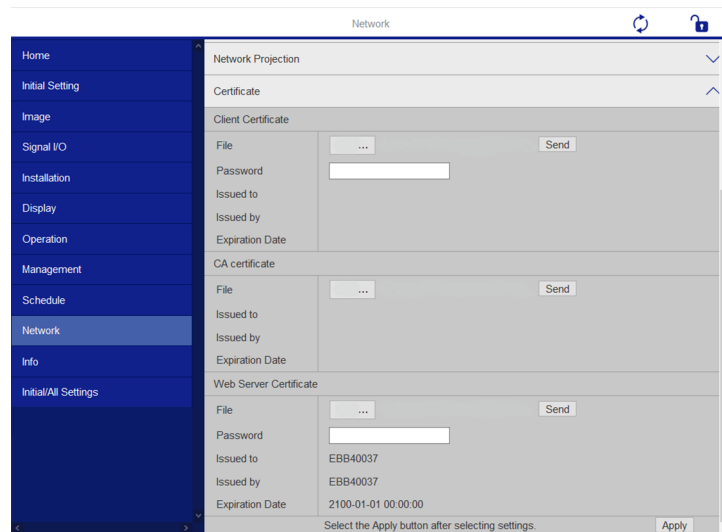 Network
Home
Initial Setting
Image
Signal I/O
Installation
Display
Operation
Management
Schedule
Network
Info
Initial/All Settings
Network Projection
Certificate
Client Certificate
File ... Send
Password
Issued to
Issued by
Expiration Date
CA certificate
File ... Send
Issued to
Issued by
Expiration Date
Web Server Certificate
File ... Send
Password
Issued to EBB40037
Issued by EBB40037
Expiration Date 2100-01-01 00:00:00
Select the Apply button after selecting settings. Apply